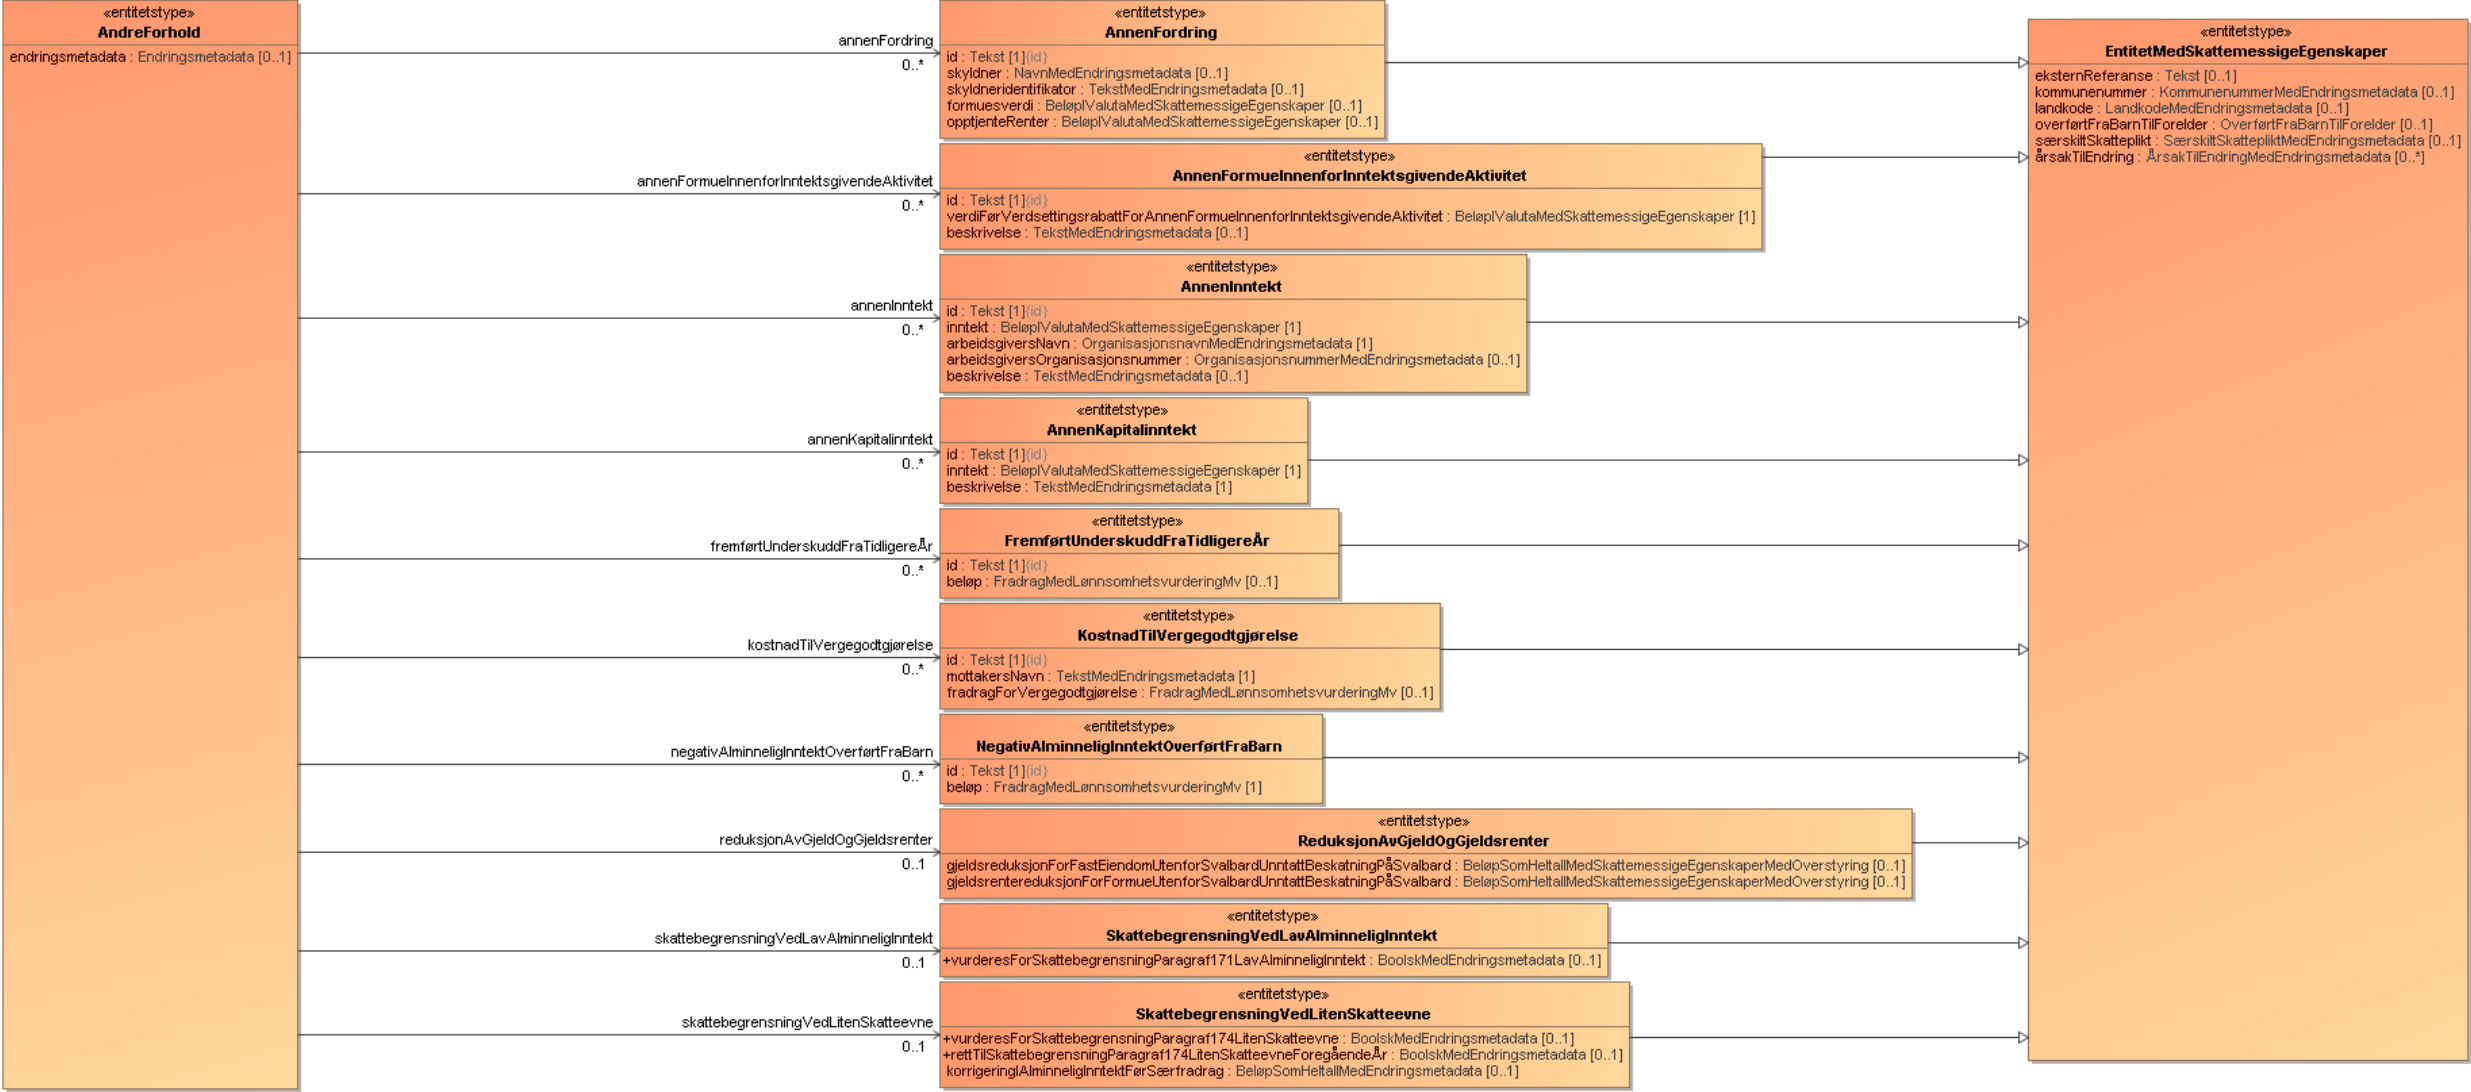 «entitetstype»
AndreForhold
endringsmetadata : Endringsmetadata [0..1]
annenFordring
0..*
annenFormueInnenforInntektsgivendeAktivitet
0..*
annenInntekt
0..*
annenKapitalinntekt
0..*
fremførtUnderskuddFraTidligereÅr
0..*
kostnadTilVergegodtgjørelse
0..*
negativAlminneligInntektOverførtFraBarn
0..*
reduksjonAvGjeldOgGjeldsrenter
0..1
skattebegrensningVedLavAlminneligInntekt
0..1
skattebegrensningVedLitenSkatteevne
0..1
«entitetstype»
AnnenFordring
id : Tekst [1]{id}
skyldner : NavnMedEndringsmetadata [0..1]
skyldneridentifikator : TekstMedEndringsmetadata [0..1]
formuesverdi : BeløpIValutaMedSkattemessigeEgenskaper [0..1]
opptjenteRenter : BeløpIValutaMedSkattemessigeEgenskaper [0..1]
«entitetstype»
AnnenFormueInnenforInntektsgivendeAktivitet
id : Tekst [1]{id}
verdiFørVerdsettingsrabattForAnnenFormueInnenforInntektsgivendeAktivitet : BeløpIValutaMedSkattemessigeEgenskaper [1]
beskrivelse : TekstMedEndringsmetadata [0..1]
«entitetstype»
AnnenInntekt
id : Tekst [1]{id}
inntekt : BeløpIValutaMedSkattemessigeEgenskaper [1]
arbeidsgiversNavn : OrganisasjonsnavnMedEndringsmetadata [1]
arbeidsgiversOrganisasjonsnummer : OrganisasjonsnummerMedEndringsmetadata [0..1]
beskrivelse : TekstMedEndringsmetadata [0..1]
«entitetstype»
AnnenKapitalinntekt
id : Tekst [1]{id}
inntekt : BeløpIValutaMedSkattemessigeEgenskaper [1]
beskrivelse : TekstMedEndringsmetadata [1]
«entitetstype»
FremførtUnderskuddFraTidligereÅr
id : Tekst [1]{id}
beløp : FradragMedLønnsomhetsvurderingMv [0..1]
«entitetstype»
KostnadTilVergegodtgjørelse
id : Tekst [1]{id}
mottakersNavn : TekstMedEndringsmetadata [1]
fradragForVergegodtgjørelse : FradragMedLønnsomhetsvurderingMv [0..1]
«entitetstype»
NegativAlminneligInntektOverførtFraBarn
id : Tekst [1]{id}
beløp : FradragMedLønnsomhetsvurderingMv [1]
«entitetstype»
ReduksjonAvGjeldOgGjeldsrenter
gjeldsreduksjonForFastEiendomUtenforSvalbardUnntattBeskatningPåSvalbard : BeløpSomHeltallMedSkattemessigeEgenskaperMedOverstyring [0..1]
gjeldsrentereduksjonForFormueUtenforSvalbardUnntattBeskatningPåSvalbard : BeløpSomHeltallMedSkattemessigeEgenskaperMedOverstyring [0..1]
«entitetstype»
SkattebegrensningVedLavAlminneligInntekt
+vurderesForSkattebegrensningParagraf171LavAlminneligInntekt : BoolskMedEndringsmetadata [0..1]
«entitetstype»
SkattebegrensningVedLitenSkatteevne
+vurderesForSkattebegrensningParagraf174LitenSkatteevne : BoolskMedEndringsmetadata [0..1]
+rettTilSkattebegrensningParagraf174LitenSkatteevneForegåendeÅr : BoolskMedEndringsmetadata [0..1]
korrigeringIAlminneligInntektFørSærfradrag : BeløpSomHeltallMedEndringsmetadata [0..1]
«entitetstype»
EntitetMedSkattemessigeEgenskaper
eksternReferanse : Tekst [0..1]
kommunenummer : KommunenummerMedEndringsmetadata [0..1]
landkode : LandkodeMedEndringsmetadata [0..1]
overførtFraBarnTilForelder : OverførtFraBarnTilForelder [0..1]
særskiltSkatteplikt : SærskiltSkattepliktMedEndringsmetadata [0..1]
årsakTilEndring : ÅrsakTilEndringMedEndringsmetadata [0..*]